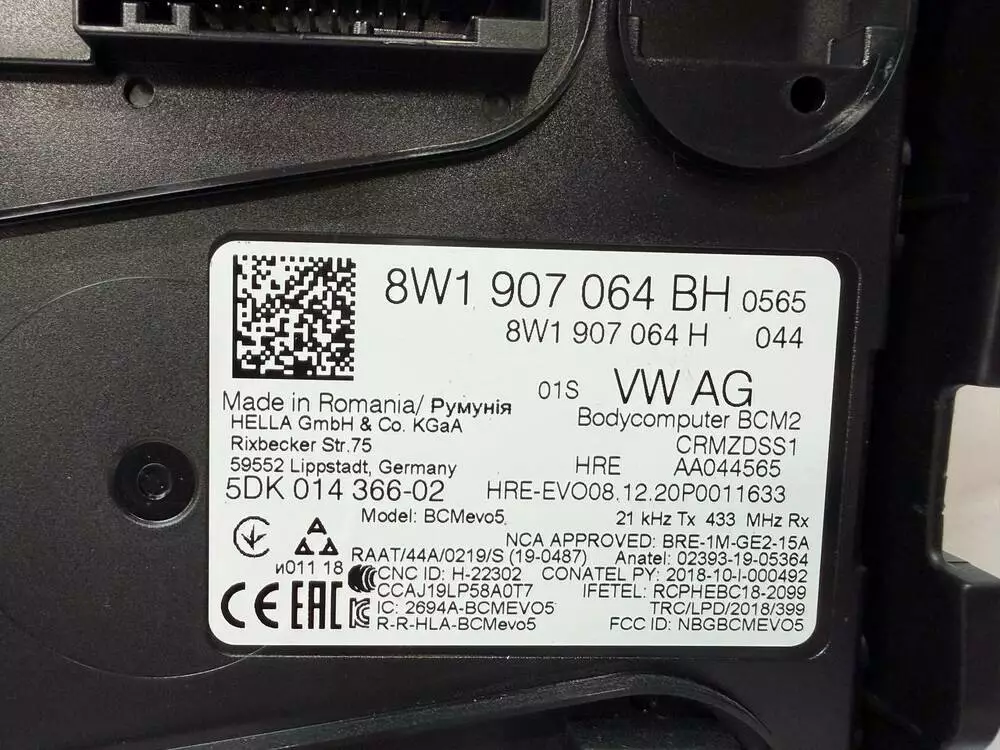 8W1 907 064 BH 0565
8W1 907 064 H 044
01S VW AG
Made in Romania/ Румунія
Bodycomputer BCM2
HELLA GmbH & Co. KGaA
CRMZDSS1
Rixbecker Str.75
HRE AA044565
59552 Lippstadt, Germany
5DK 014 366-02 HRE-EVO08.12.20P0011633
Model: BCMevo5 21 kHz Tx 433 MHz Rx
NCA APPROVED: BRE-1M-GE2-15A
RAAT/44A/0219/S (19-0487) Anatel: 02393-19-05364
и011 18
CNC ID: H-22302 CONATEL PY: 2018-10-I-000492
CCAJ19LP58A0T7 IFETEL: RCPHEBC18-2099
CE EAC
IC: 2694A-BCMEVO5 TRC/LPD/2018/399
R-R-HLA-BCMevo5 FCC ID: NBGBCMEVO5